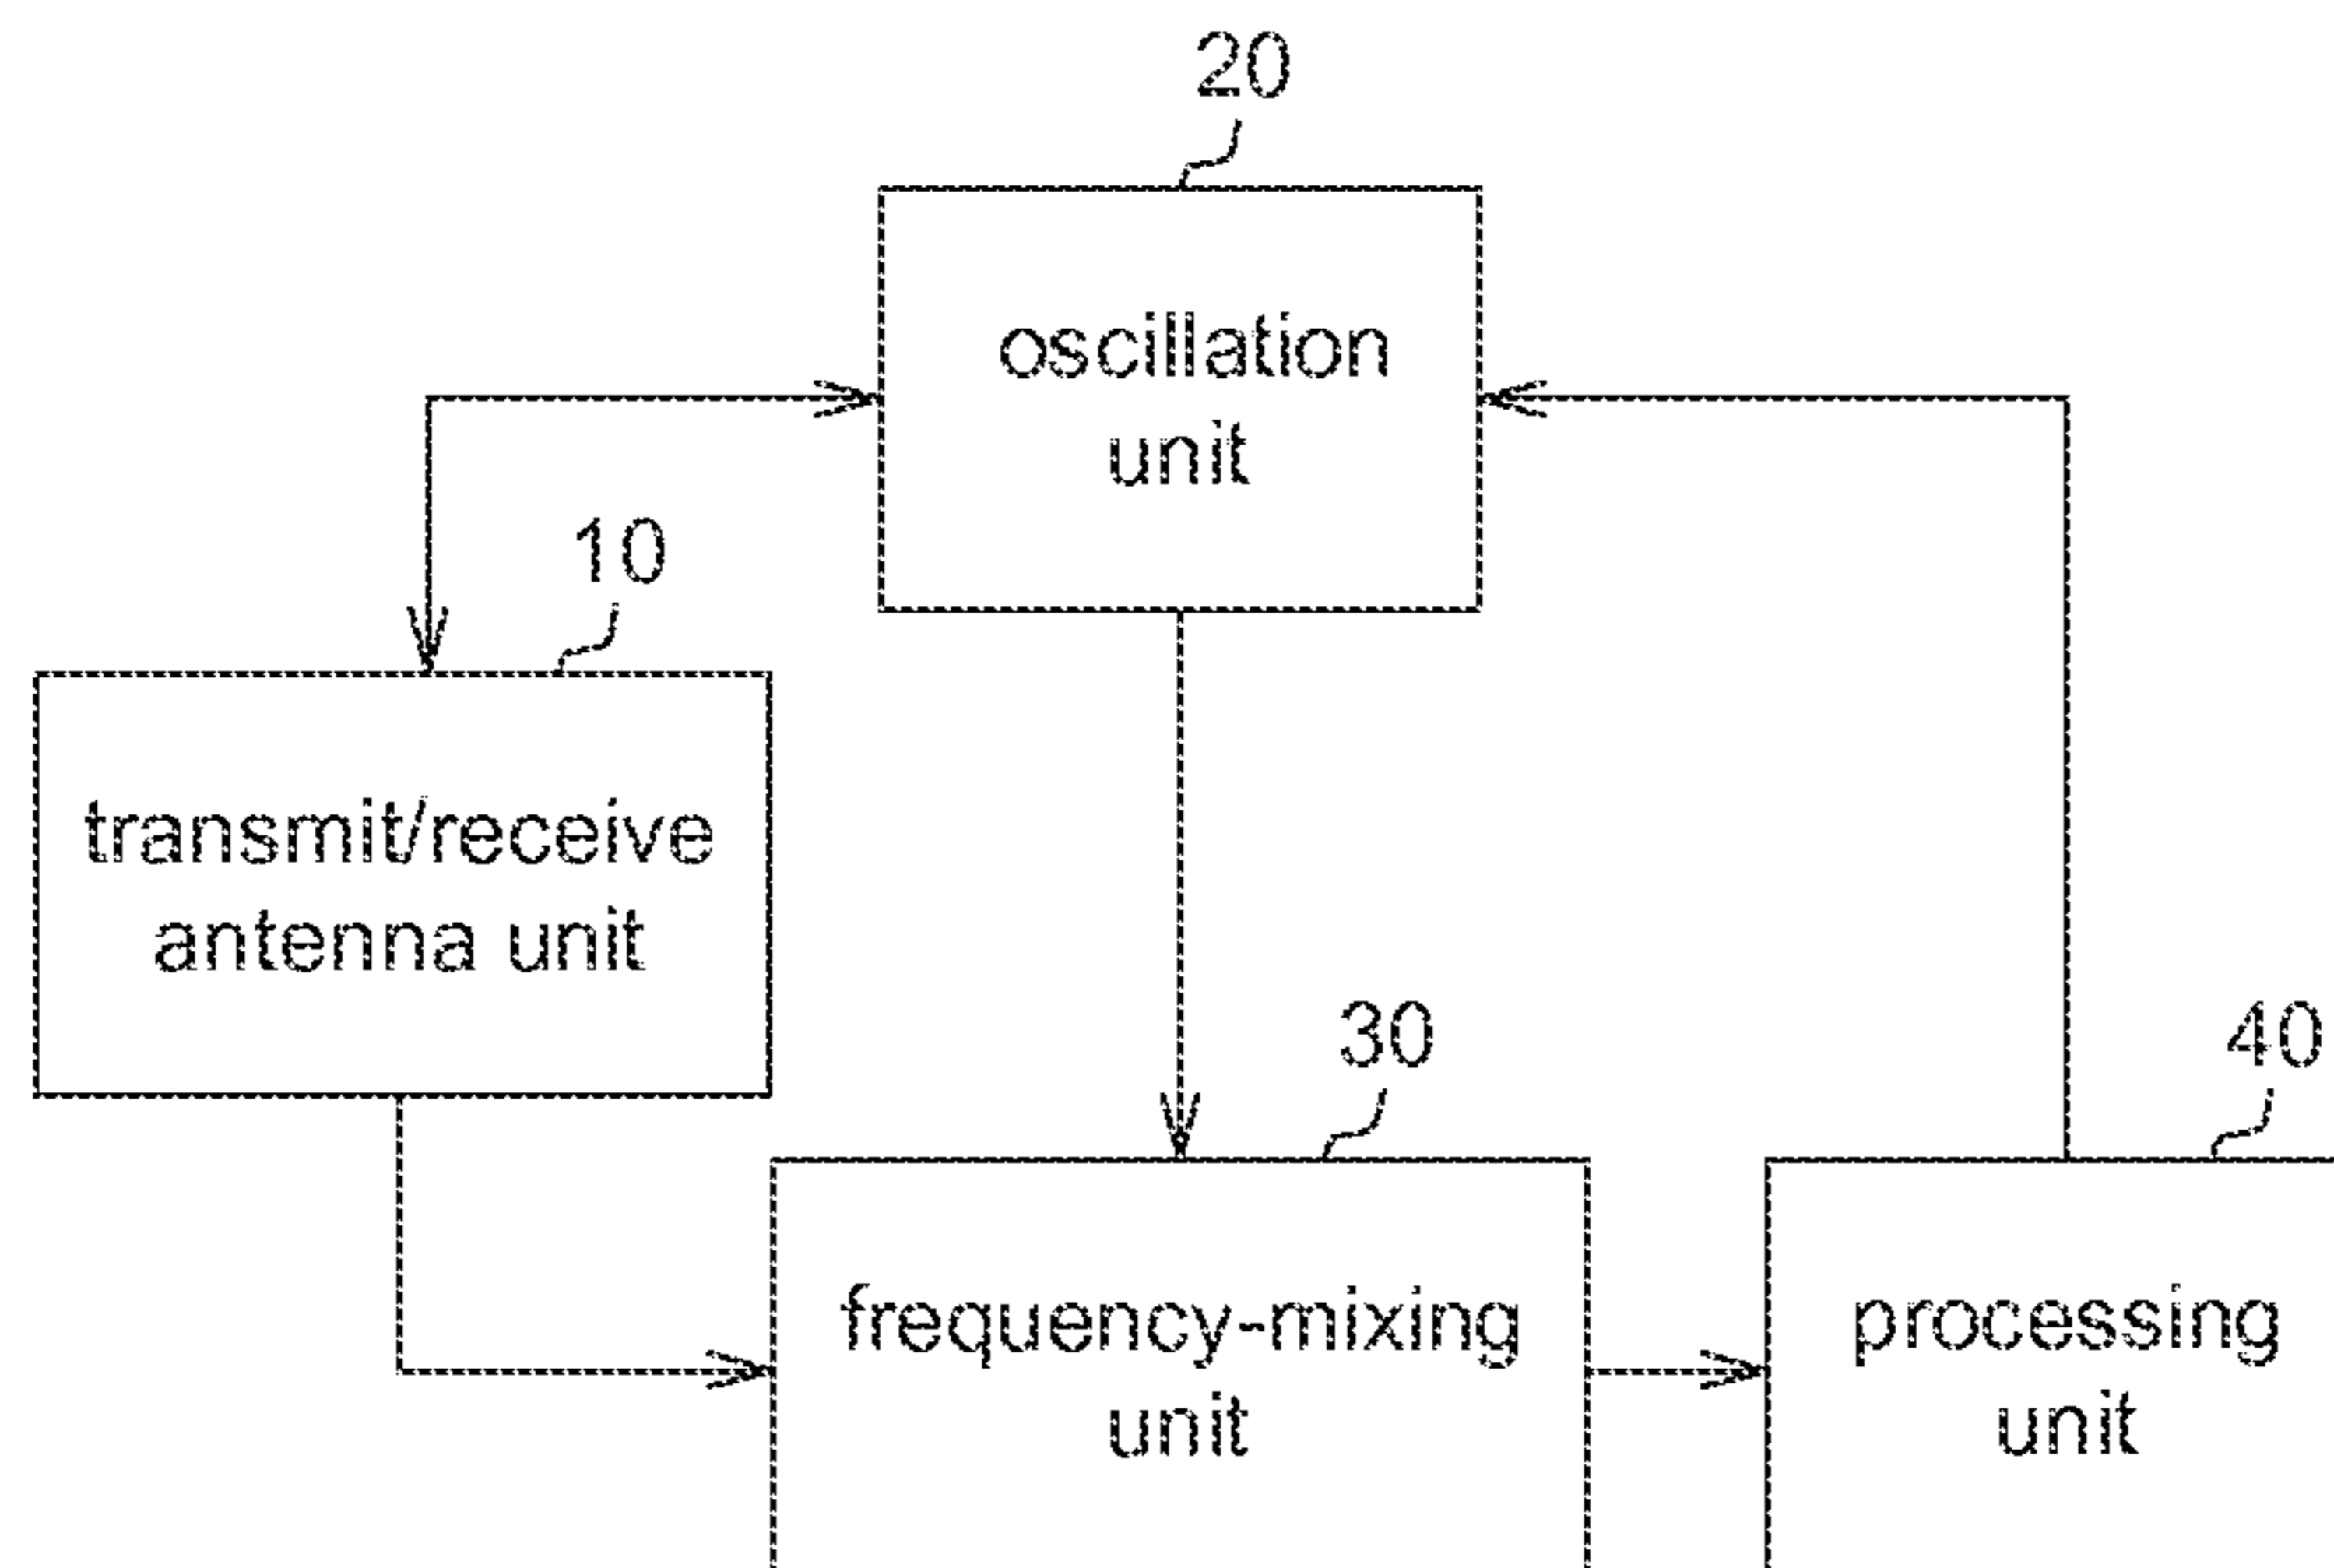 20
oscillation
unit
10
transmit/receive
antenna unit
30
40
frequency-mixing
unit
processing
unit